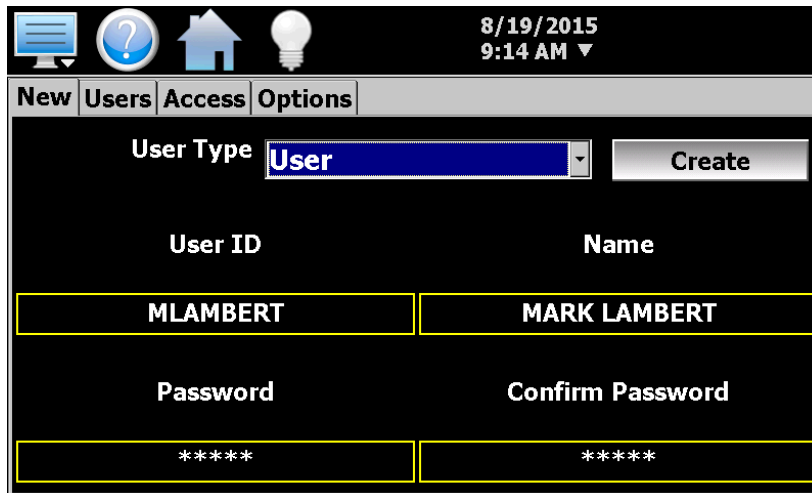 8/19/2015
9:14 AM ▼
New Users Access Options
User Type User Create
User ID Name
MLAMBERT MARK LAMBERT
Password Confirm Password
***** *****